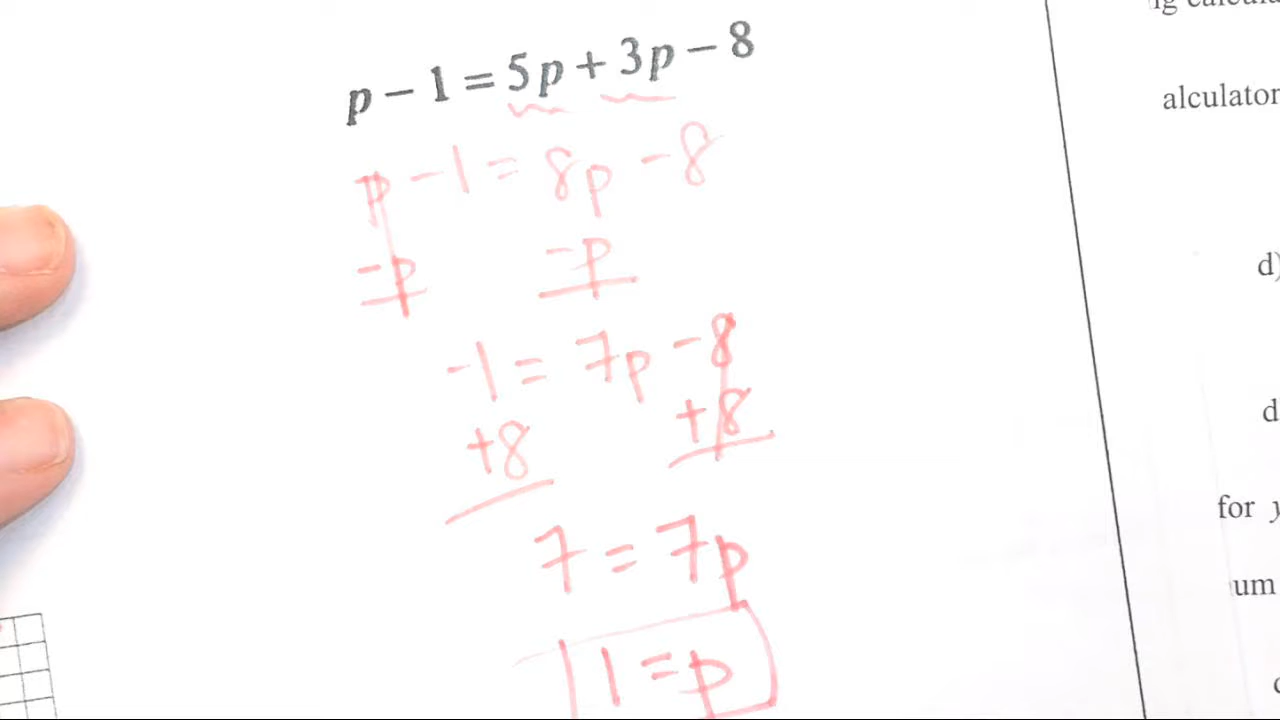 p − 1 = 5p + 3p − 8
p − 1 = 8p − 8
−p −p
−1 = 7p − 8
+8 +8
7 = 7p
1 = p
alculator
d)
d
for y
um